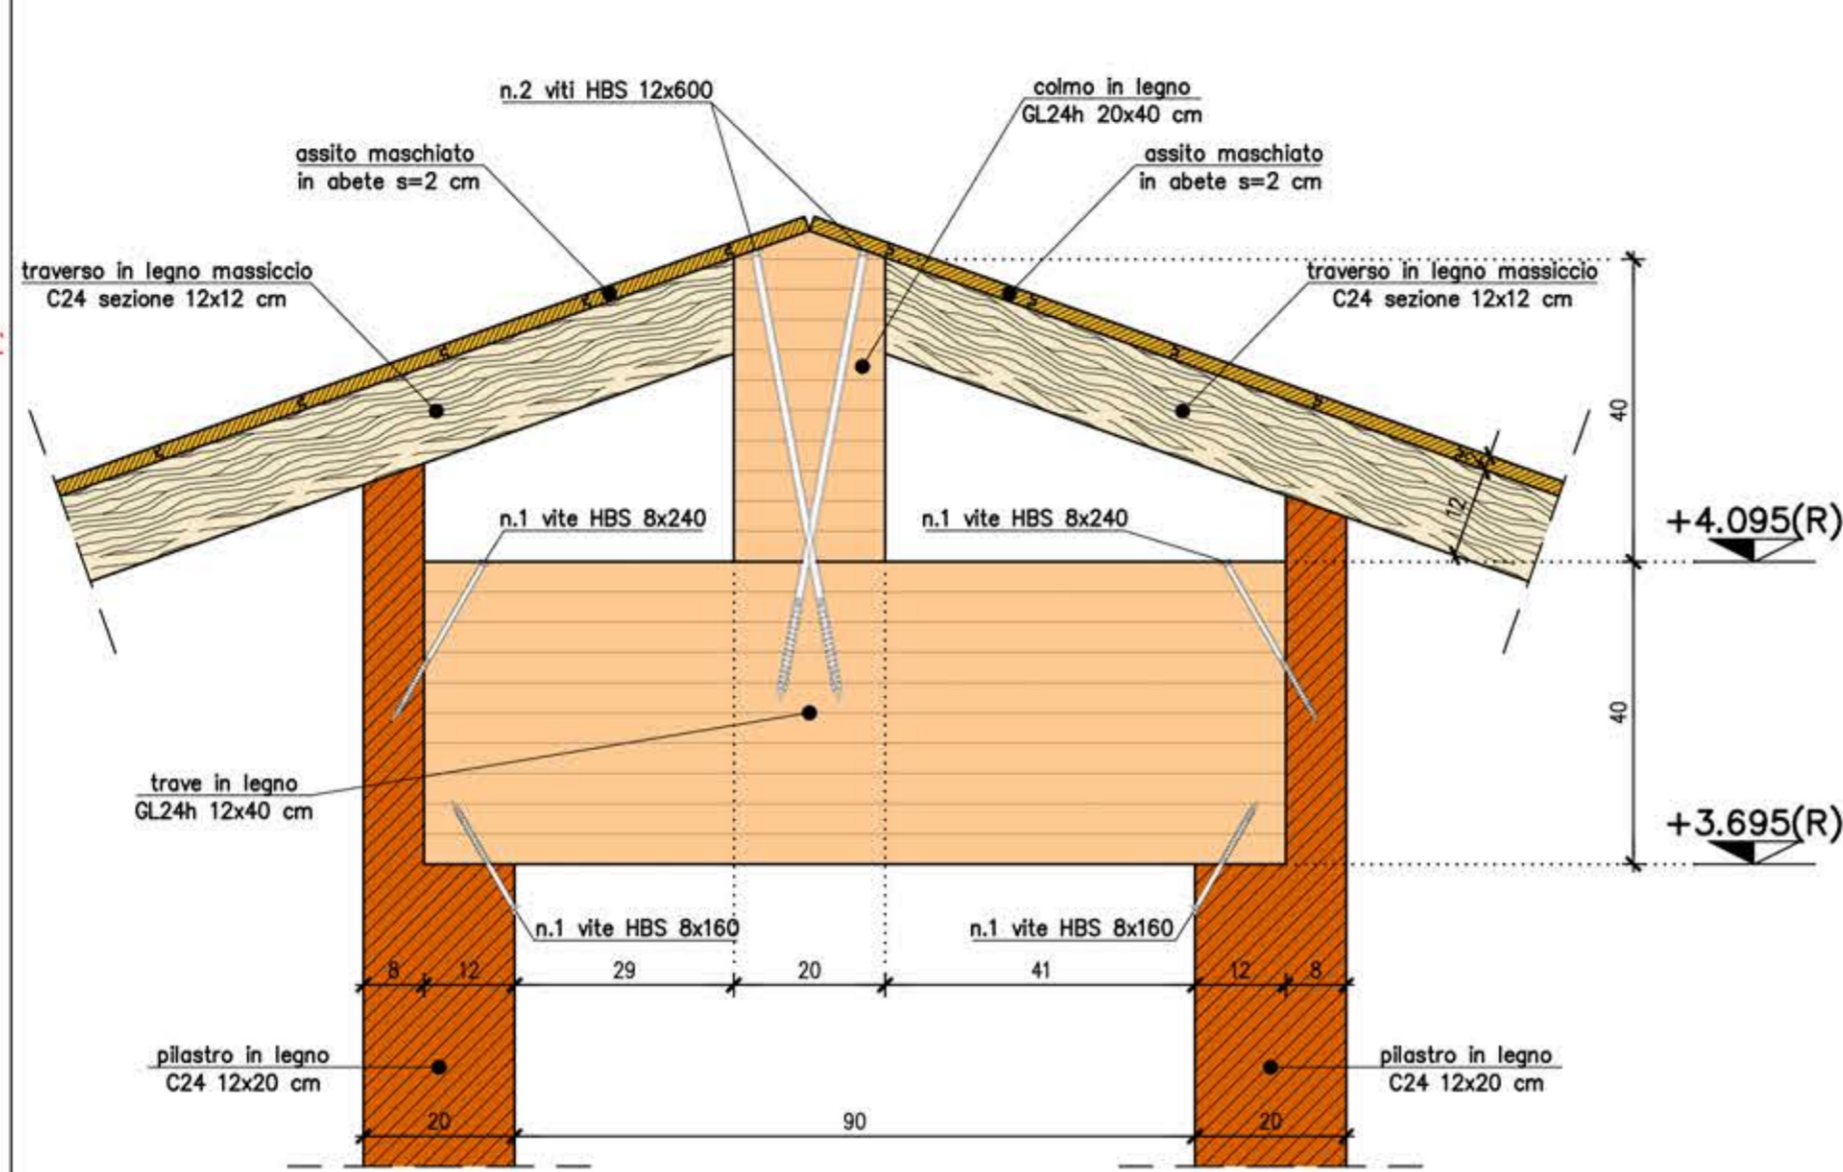 n.2 viti HBS 12x600
colmo in legno
GL24h 20x40 cm
assito maschiato
in abete s=2 cm
assito maschiato
in abete s=2 cm
traverso in legno massiccio
C24 sezione 12x12 cm
traverso in legno massiccio
C24 sezione 12x12 cm
40
12
n.1 vite HBS 8x240
n.1 vite HBS 8x240
+4.095(R)
40
trave in legno
GL24h 12x40 cm
+3.695(R)
n.1 vite HBS 8x160
n.1 vite HBS 8x160
8 12 29 20 41 12 8
pilastro in legno
C24 12x20 cm
pilastro in legno
C24 12x20 cm
20 90 20